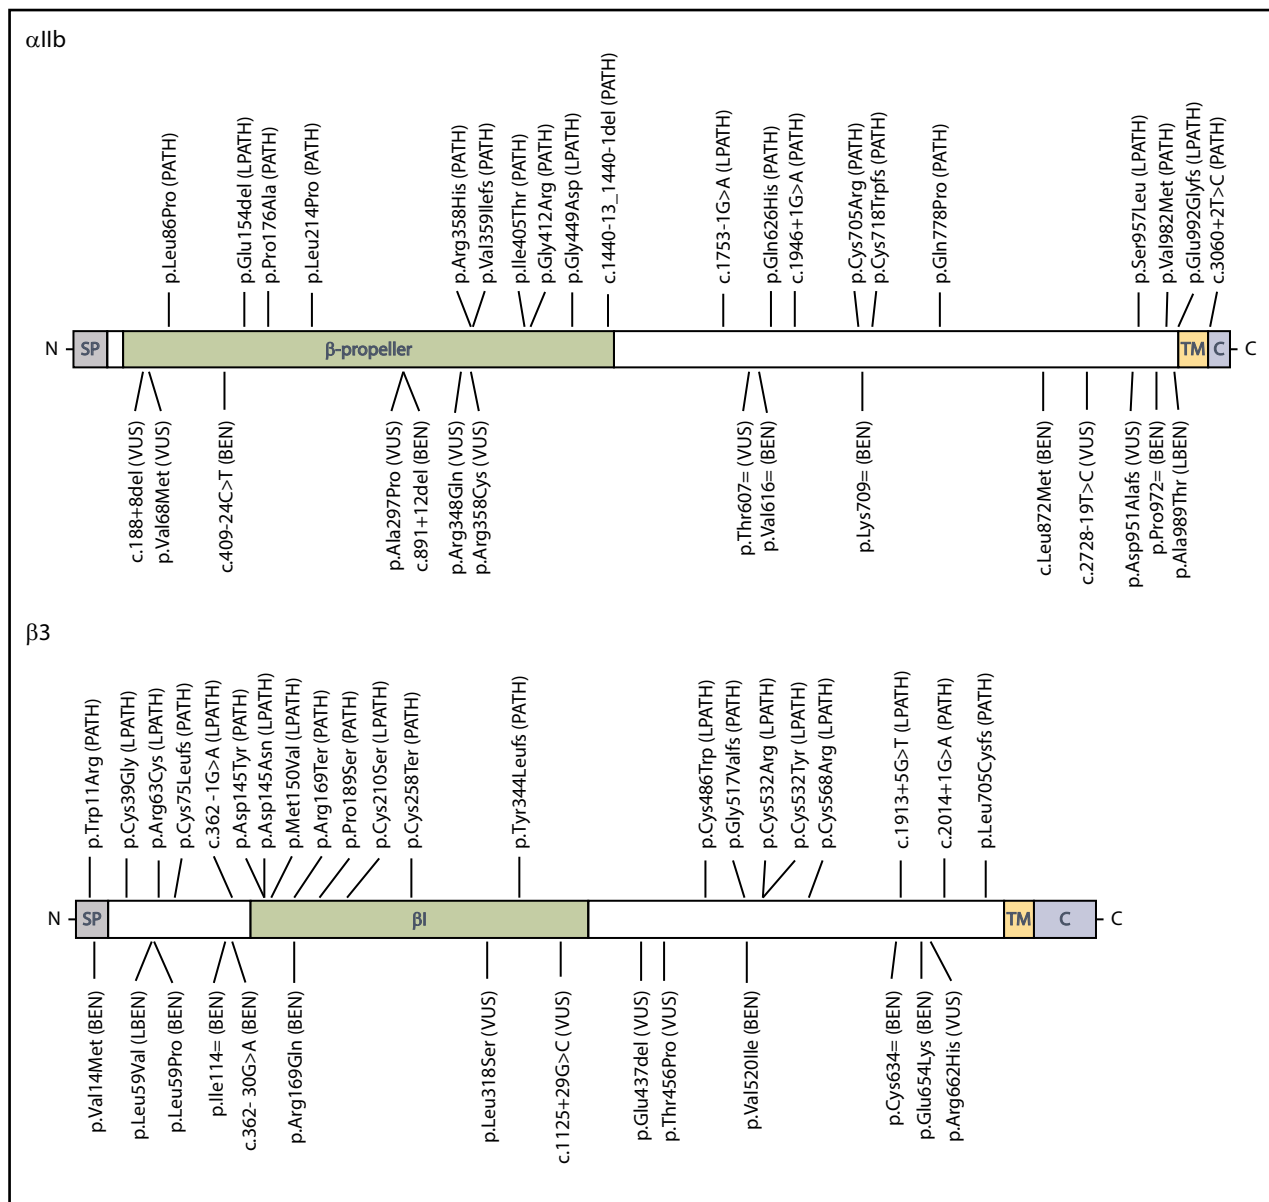 αIIb
p.Leu86Pro (PATH)
p.Glu154del (LPATH)
p.Pro176Ala (PATH)
p.Leu214Pro (PATH)
p.Arg358His (PATH)
p.Val359Ilefs (PATH)
p.Ile405Thr (PATH)
p.Gly412Arg (PATH)
p.Gly449Asp (LPATH)
c.1440-13_1440-1del (PATH)
c.1753-1G>A (LPATH)
p.Gln626His (PATH)
c.1946+1G>A (PATH)
p.Cys705Arg (PATH)
p.Cys718Trpfs (PATH)
p.Gln778Pro (PATH)
p.Ser957Leu (LPATH)
p.Val982Met (PATH)
p.Glu992Glyfs (LPATH)
c.3060+2T>C (PATH)
N
SP
β-propeller
TM
C
C
c.188+8del (VUS)
p.Val68Met (VUS)
c.409-24C>T (BEN)
p.Ala297Pro (VUS)
c.891+12del (BEN)
p.Arg348Gln (VUS)
p.Arg358Cys (VUS)
p.Thr607= (VUS)
p.Val616= (BEN)
p.Lys709= (BEN)
c.Leu872Met (BEN)
c.2728-19T>C (VUS)
p.Asp951Alafs (VUS)
p.Pro972= (BEN)
p.Ala989Thr (LBEN)
β3
p.Trp11Arg (PATH)
p.Cys39Gly (LPATH)
p.Arg63Cys (LPATH)
p.Cys75Leufs (PATH)
c.362 -1G>A (LPATH)
p.Asp145Tyr (PATH)
p.Asp145Asn (LPATH)
p.Met150Val (LPATH)
p.Arg169Ter (PATH)
p.Pro189Ser (PATH)
p.Cys210Ser (LPATH)
p.Cys258Ter (PATH)
p.Tyr344Leufs (PATH)
p.Cys486Trp (LPATH)
p.Gly517Valfs (PATH)
p.Cys532Arg (LPATH)
p.Cys532Tyr (LPATH)
p.Cys568Arg (LPATH)
c.1913+5G>T (LPATH)
c.2014+1G>A (PATH)
p.Leu705Cysfs (PATH)
N
SP
βI
TM
C
C
p.Val14Met (BEN)
p.Leu59Val (LBEN)
p.Leu59Pro (BEN)
p.Ile114= (BEN)
c.362- 30G>A (BEN)
p.Arg169Gln (BEN)
p.Leu318Ser (VUS)
c.1125+29G>C (VUS)
p.Glu437del (VUS)
p.Thr456Pro (VUS)
p.Val520Ile (BEN)
p.Cys634= (BEN)
p.Glu654Lys (BEN)
p.Arg662His (VUS)